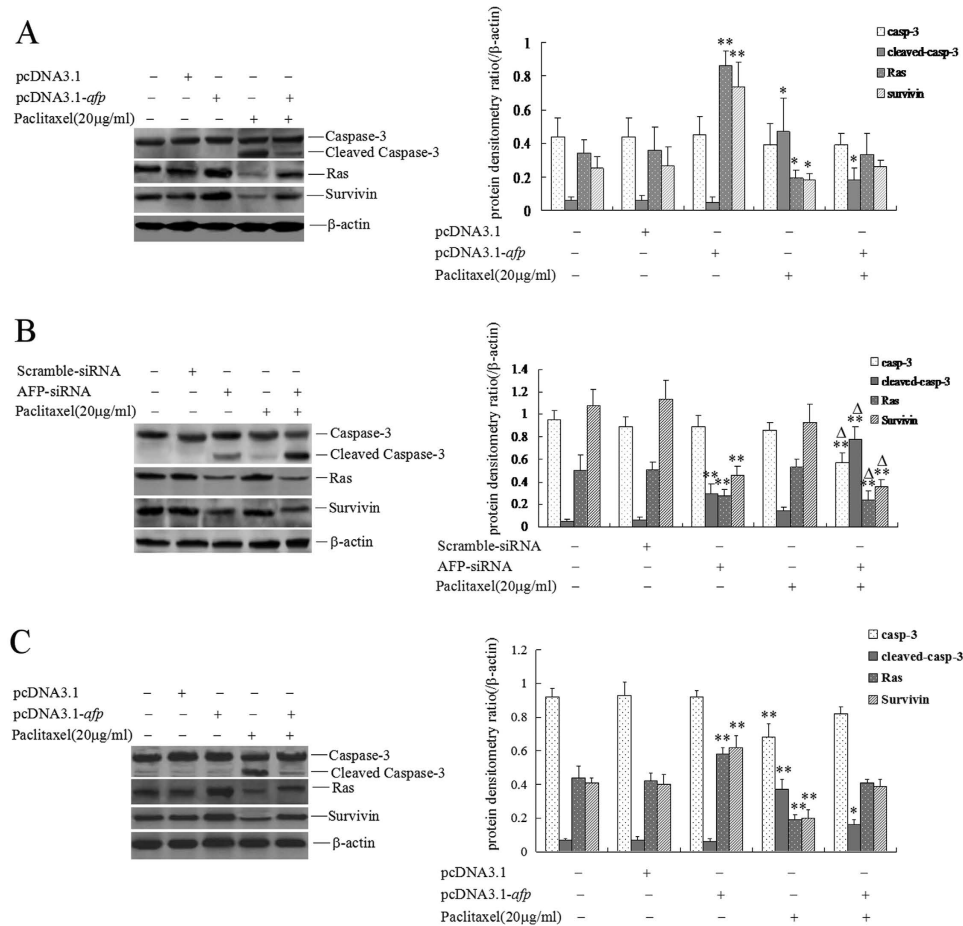 A
pcDNA3.1 – + – – –
pcDNA3.1-afp – – + – +
Paclitaxel(20μg/ml) – – – + +
Caspase-3
Cleaved Caspase-3
Ras
Survivin
β-actin
protein densitometry ratio(/β-actin)
1
0.8
0.6
0.4
0.2
0
** ** * * * *
casp-3
cleaved-casp-3
Ras
survivin
pcDNA3.1 – + – – –
pcDNA3.1-afp – – + – +
Paclitaxel(20μg/ml) – – – + +
B
Scramble-siRNA – + – – –
AFP-siRNA – – + – +
Paclitaxel(20μg/ml) – – – + +
Caspase-3
Cleaved Caspase-3
Ras
Survivin
β-actin
protein densitometry ratio(/β-actin)
1.4
1.2
1
0.8
0.6
0.4
0.2
0
Δ Δ Δ Δ
** ** ** ** ** ** **
casp-3
cleaved-casp-3
Ras
Survivin
Scramble-siRNA – + – – –
AFP-siRNA – – + – +
Paclitaxel(20μg/ml) – – – + +
C
pcDNA3.1 – + – – –
pcDNA3.1-afp – – + – +
Paclitaxel(20μg/ml) – – – + +
Caspase-3
Cleaved Caspase-3
Ras
Survivin
β-actin
protein densitometry ratio(/β-actin)
1.2
1
0.8
0.6
0.4
0.2
0
** ** ** ** ** ** *
casp-3
cleaved-casp-3
Ras
Survivin
pcDNA3.1 – + – – –
pcDNA3.1-afp – – + – +
Paclitaxel(20μg/ml) – – – + +